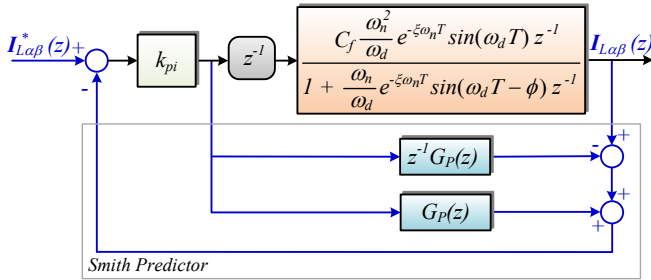 I*Lαβ(z) +
-
kpi
z-1
Cf ωn2/ωd e-ξωnT sin(ωdT) z-1
1 + ωn/ωd e-ξωnT sin(ωdT − ϕ) z-1
ILαβ(z)
+
-
z-1GP(z)
+
GP(z)
+
Smith Predictor